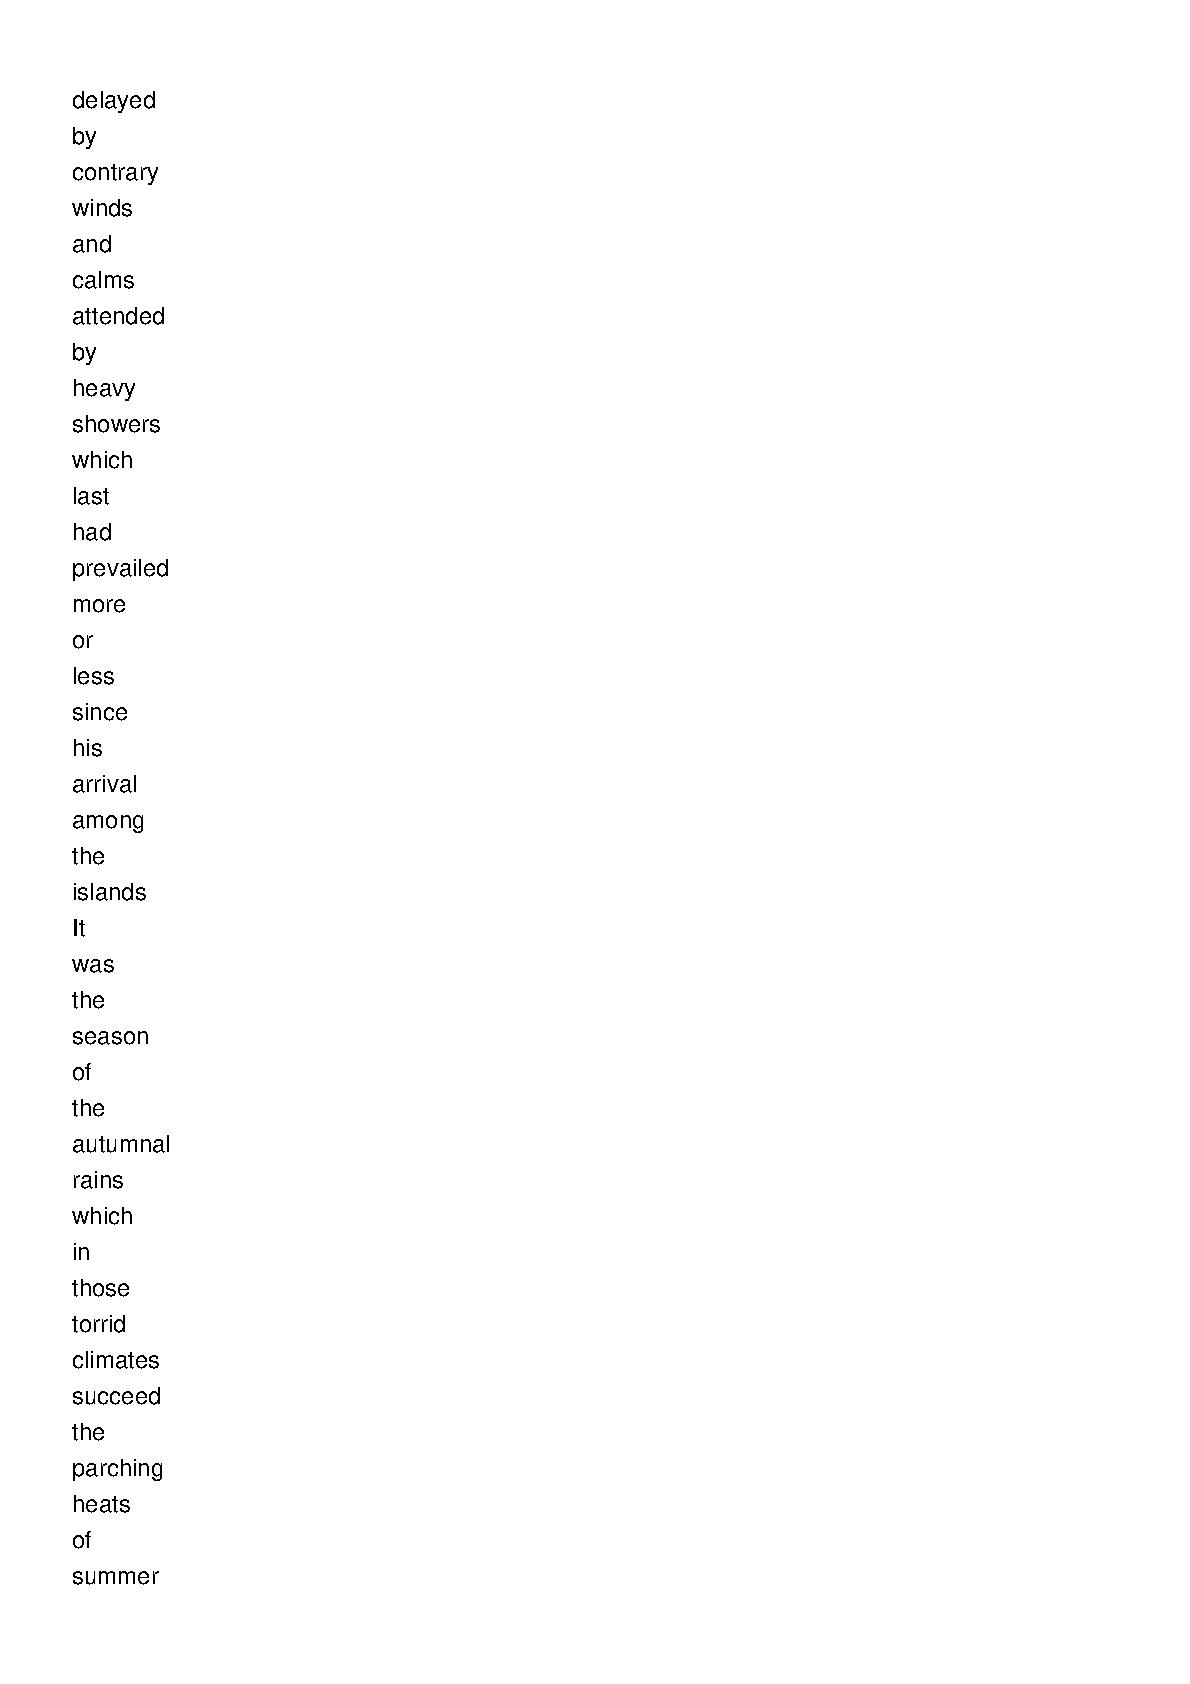 delayed
by
contrary
winds
and
calms
attended
by
heavy
showers
which
last
had
prevailed
more
or
less
since
his
arrival
among
the
islands
It
was
the
season
of
the
autumnal
rains
which
in
those
torrid
climates
succeed
the
parching
heats
of
summer